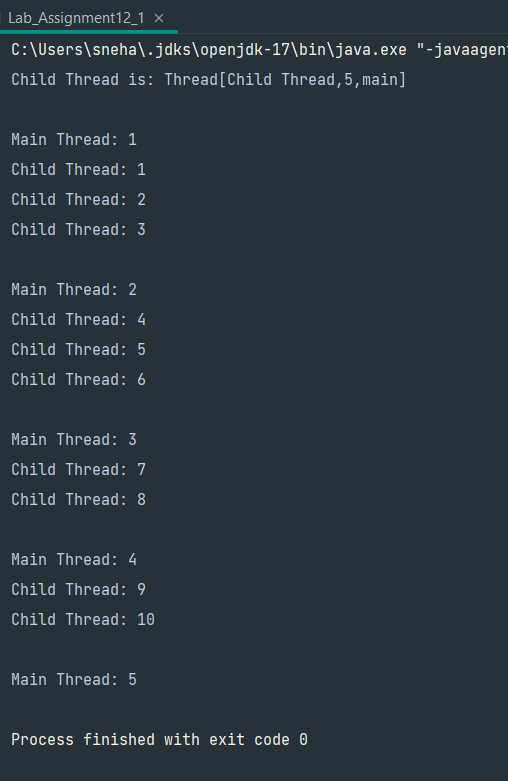 Lab_Assignment12_1 ×
C:\Users\sneha\.jdks\openjdk-17\bin\java.exe "-javaagent
Child Thread is: Thread[Child Thread,5,main]
Main Thread: 1
Child Thread: 1
Child Thread: 2
Child Thread: 3
Main Thread: 2
Child Thread: 4
Child Thread: 5
Child Thread: 6
Main Thread: 3
Child Thread: 7
Child Thread: 8
Main Thread: 4
Child Thread: 9
Child Thread: 10
Main Thread: 5
Process finished with exit code 0